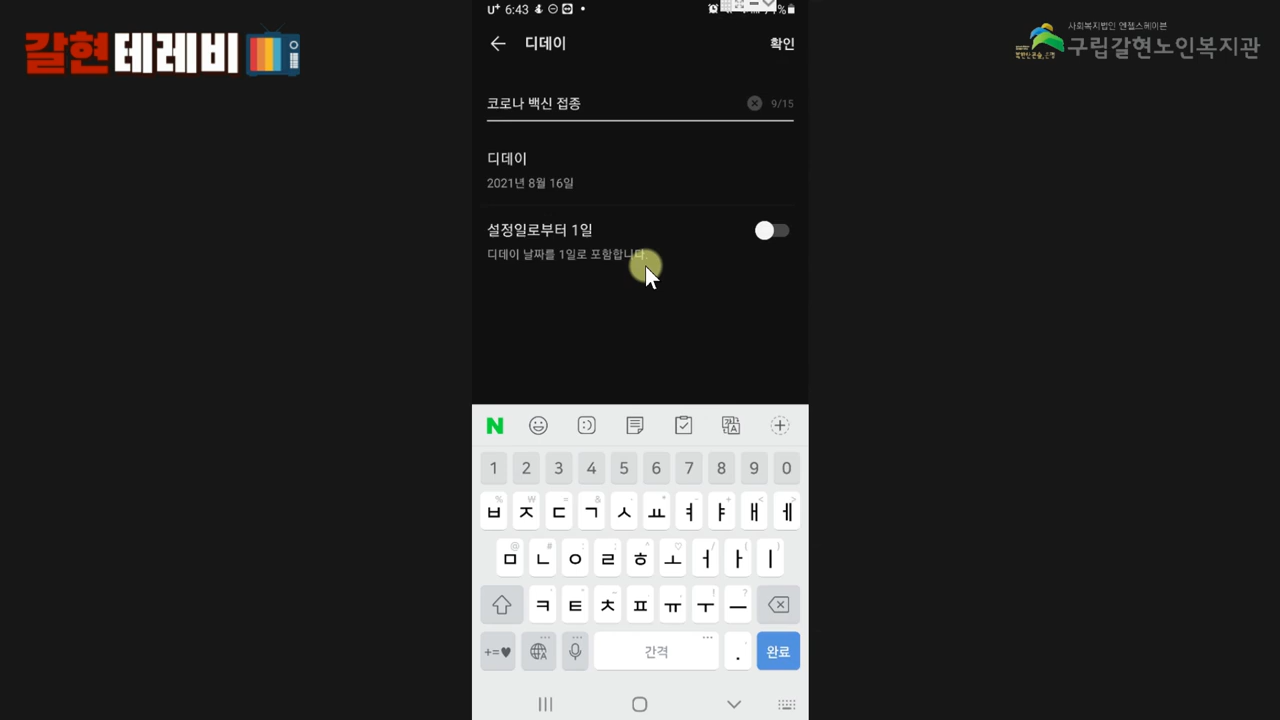 갈현테레비
사회복지법인 엔젤스헤이븐
구립갈현노인복지관
U+ 6:43
디데이 확인
코로나 백신 접종 9/15
디데이
2021년 8월 16일
설정일로부터 1일
디데이 날짜를 1일로 포함합니다.
N
1 2 3 4 5 6 7 8 9 0
ㅂ ㅈ ㄷ ㄱ ㅅ ㅛ ㅕ ㅑ ㅐ ㅔ
ㅁ ㄴ ㅇ ㄹ ㅎ ㅗ ㅓ ㅏ ㅣ
ㅋ ㅌ ㅊ ㅍ ㅠ ㅜ ㅡ
+=♥ 간격 . 완료